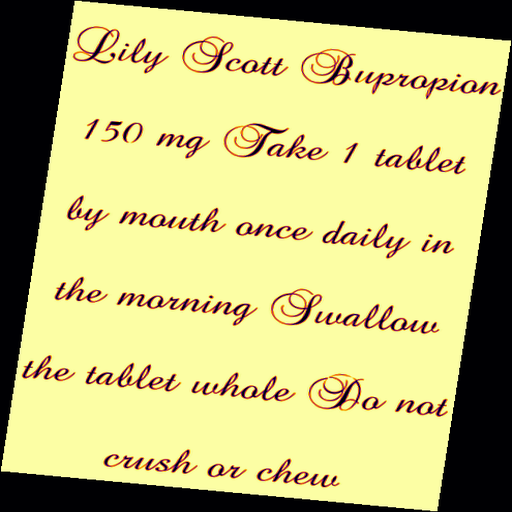 Lily Scott Bupropion
150 mg Take 1 tablet
by mouth once daily in
the morning Swallow
the tablet whole Do not
crush or chew